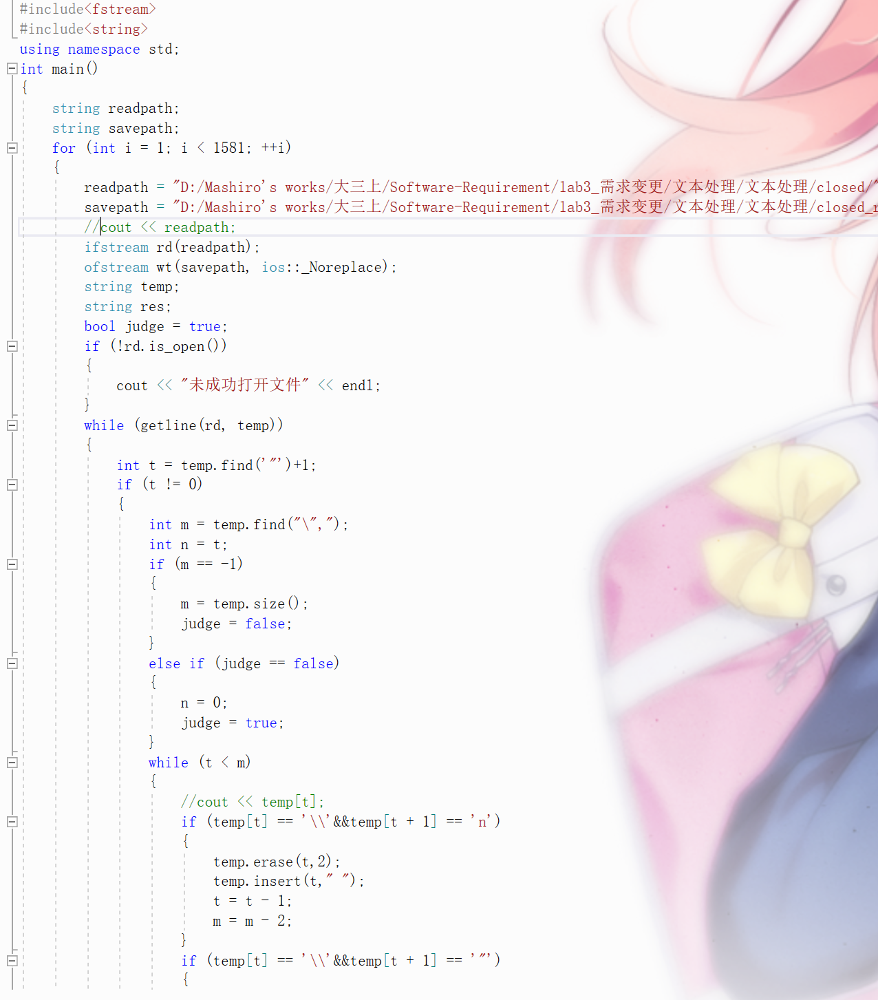 #include<fstream>
#include<string>
using namespace std;
int main()
{
    string readpath;
    string savepath;
    for (int i = 1; i < 1581; ++i)
    {
        readpath = "D:/Mashiro's works/大三上/Software-Requirement/lab3_需求变更/文本处理/文本处理/closed/"
        savepath = "D:/Mashiro's works/大三上/Software-Requirement/lab3_需求变更/文本处理/文本处理/closed_r
        //cout << readpath;
        ifstream rd(readpath);
        ofstream wt(savepath, ios::_Noreplace);
        string temp;
        string res;
        bool judge = true;
        if (!rd.is_open())
        {
            cout << "未成功打开文件" << endl;
        }
        while (getline(rd, temp))
        {
            int t = temp.find('"')+1;
            if (t != 0)
            {
                int m = temp.find("\",");
                int n = t;
                if (m == -1)
                {
                    m = temp.size();
                    judge = false;
                }
                else if (judge == false)
                {
                    n = 0;
                    judge = true;
                }
                while (t < m)
                {
                    //cout << temp[t];
                    if (temp[t] == '\\'&&temp[t + 1] == 'n')
                    {
                        temp.erase(t,2);
                        temp.insert(t," ");
                        t = t - 1;
                        m = m - 2;
                    }
                    if (temp[t] == '\\'&&temp[t + 1] == '"')
                    {